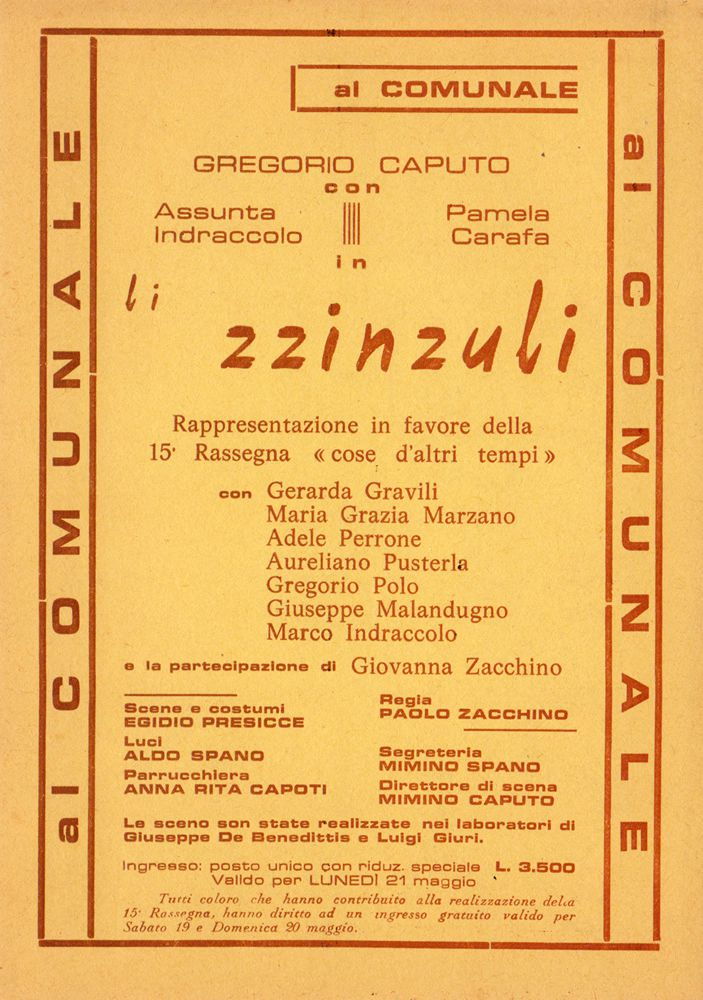 al COMUNALE
al COMUNALE
al COMUNALE
GREGORIO CAPUTO
con
Assunta Indraccolo
Pamela Carafa
in
li zzinzuli
Rappresentazione in favore della
15ª Rassegna « cose d'altri tempi »
con Gerarda Gravili
Maria Grazia Marzano
Adele Perrone
Aureliano Pusterla
Gregorio Polo
Giuseppe Malandugno
Marco Indraccolo
e la partecipazione di Giovanna Zacchino
Scene e costumi
EGIDIO PRESICCE
Luci
ALDO SPANO
Parrucchiera
ANNA RITA CAPOTI
Regia
PAOLO ZACCHINO
Segreteria
MIMINO SPANO
Direttore di scena
MIMINO CAPUTO
Le sceno son state realizzate nei laboratori di
Giuseppe De Benedittis e Luigi Giuri.
Ingresso: posto unico con riduz. speciale L. 3.500
Valido per LUNEDÌ 21 maggio
Tutti coloro che hanno contribuito alla realizzazione della
15ª Rassegna, hanno diritto ad un ingresso gratuito valido per
Sabato 19 e Domenica 20 maggio.